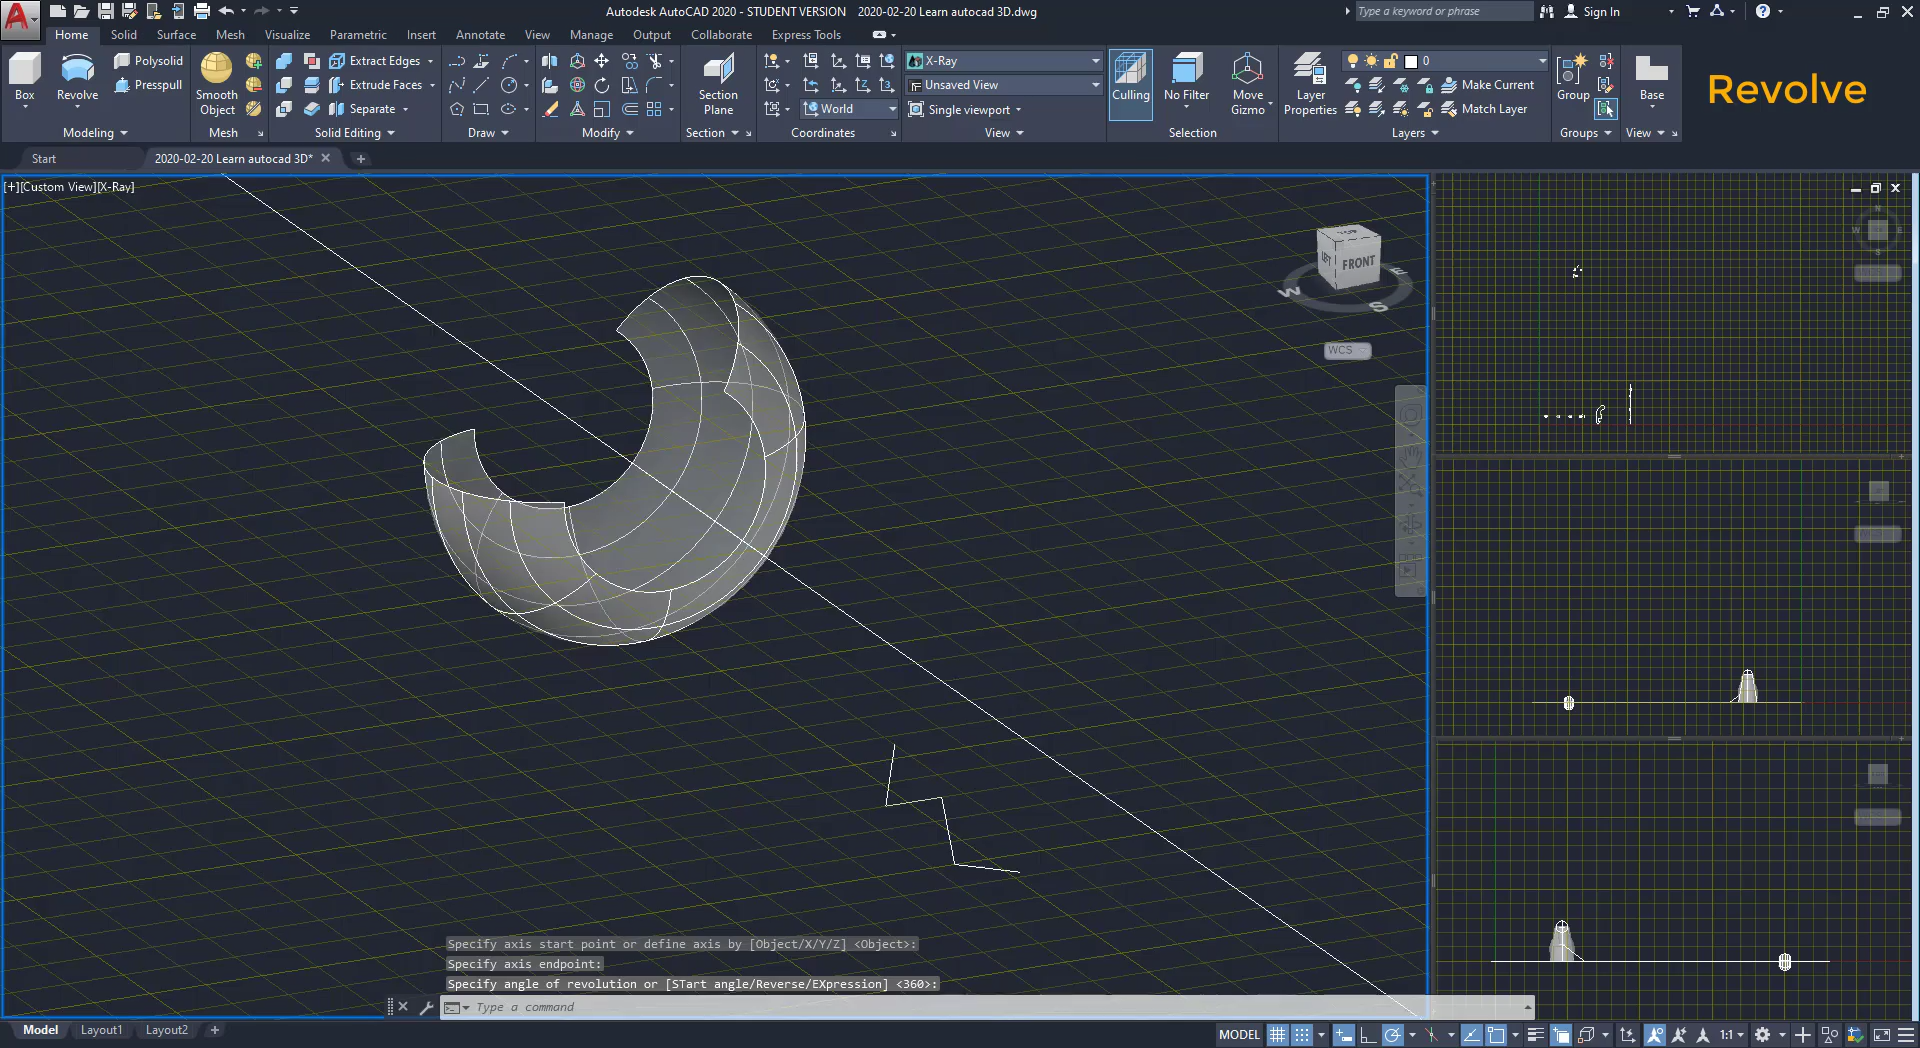 Autodesk AutoCAD 2020 - STUDENT VERSION 2020-02-20 Learn autocad 3D.dwg
Type a keyword or phrase
Sign In
Home Solid Surface Mesh Visualize Parametric Insert Annotate View Manage Output Collaborate Express Tools
Box
Revolve
Polysolid
Presspull
Modeling
Smooth
Object
Mesh
Extract Edges
Extrude Faces
Separate
Solid Editing
Draw
Modify
Section
Plane
Section
World
Coordinates
X-Ray
Unsaved View
Single viewport
View
Culling
No Filter
Move
Gizmo
Selection
Layer
Properties
0
Make Current
Match Layer
Layers
Group
Groups
Base
View
Revolve
Start
2020-02-20 Learn autocad 3D*
[+][Custom View][X-Ray]
TOP
LEFT
FRONT
W
S
E
WCS
N
W
E
S
Specify axis start point or define axis by [Object/X/Y/Z] <Object>:
Specify axis endpoint:
Specify angle of revolution or [STart angle/Reverse/EXpression] <360>:
Type a command
Model Layout1 Layout2
MODEL
1:1